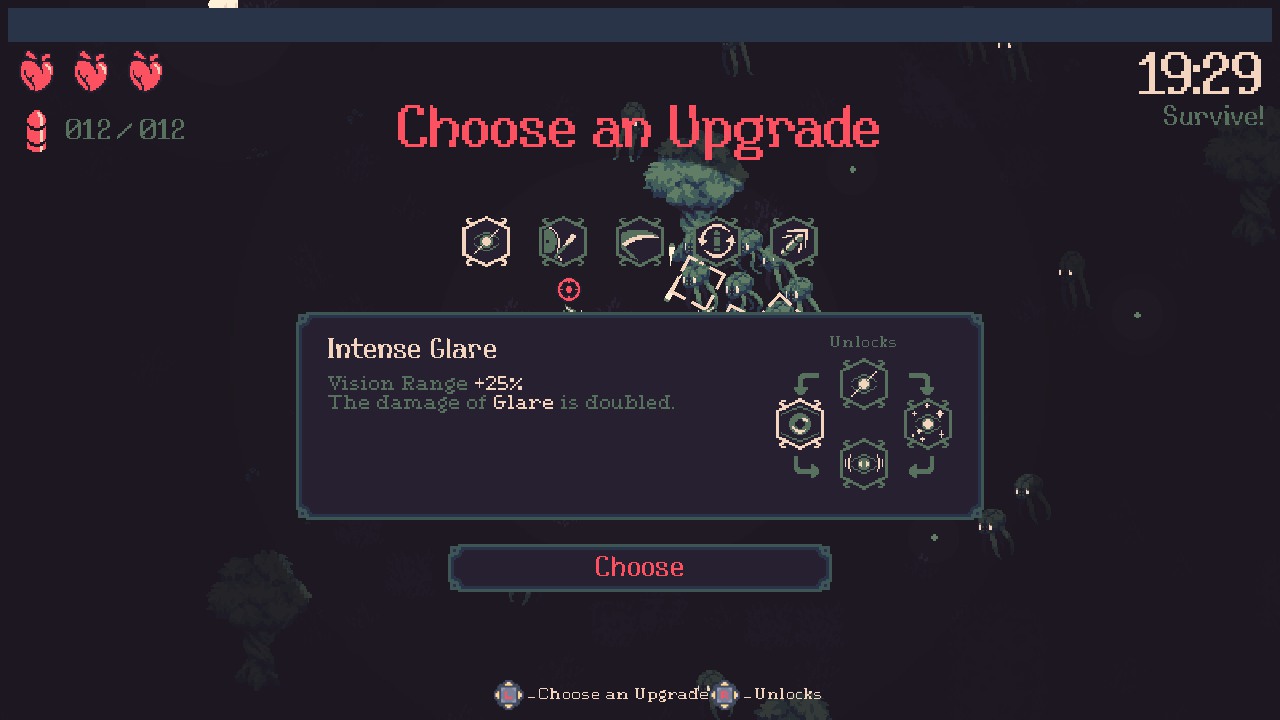 19:29
012/012
Survive!
Choose an Upgrade
Intense Glare
Unlocks
Vision Range +25%
The damage of Glare is doubled.
Choose
-Choose an Upgrade
-Unlocks